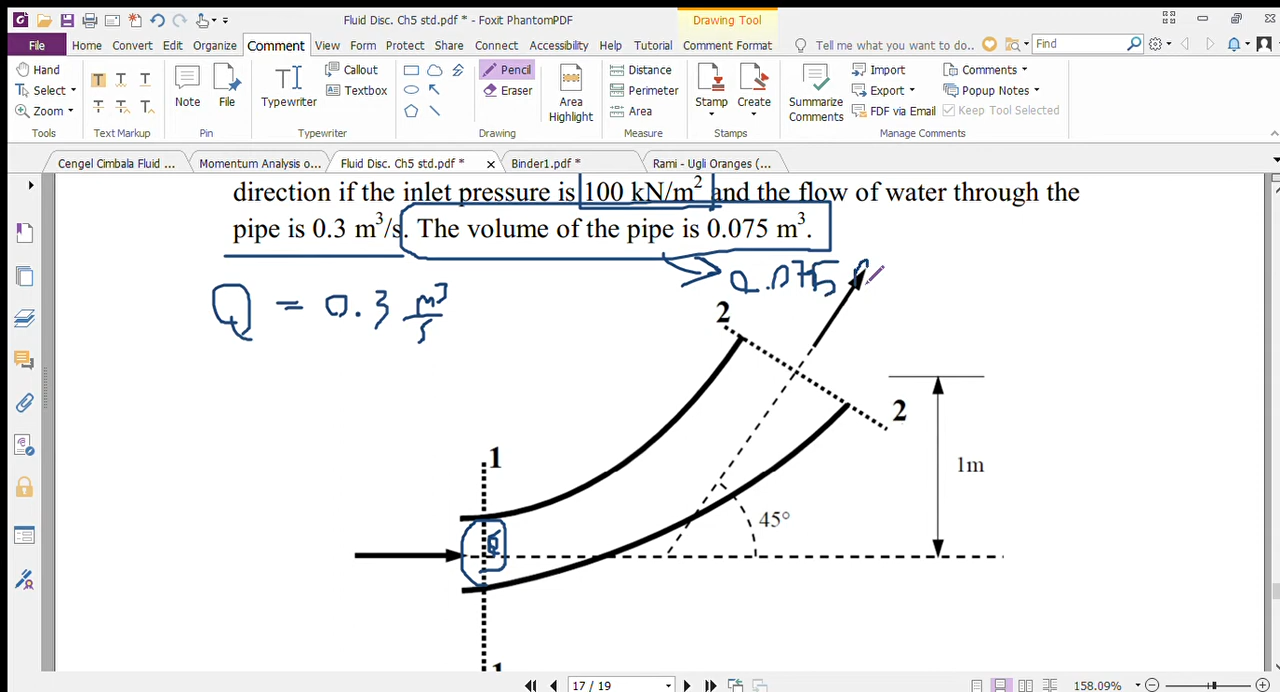 Fluid Disc. Ch5 std.pdf * - Foxit PhantomPDF
Drawing Tool
File Home Convert Edit Organize Comment View Form Protect Share Connect Accessibility Help Tutorial Comment Format Tell me what you want to do.. Find
Hand
Select
Zoom
Tools
Text Markup
Note
File
Pin
Typewriter
Callout
Textbox
Typewriter
Pencil
Eraser
Drawing
Area Highlight
Distance
Perimeter
Area
Measure
Stamp
Create
Stamps
Summarize Comments
Import
Export
FDF via Email
Comments
Popup Notes
Keep Tool Selected
Manage Comments
Cengel Cimbala Fluid ... Momentum Analysis o... Fluid Disc. Ch5 std.pdf * Binder1.pdf * Rami - Ugli Oranges (...
direction if the inlet pressure is 100 kN/m² and the flow of water through the
pipe is 0.3 m³/s. The volume of the pipe is 0.075 m³.
0.075
Q = 0.3 m³/s
2
2
1
1m
45°
1
17 / 19
158.09%